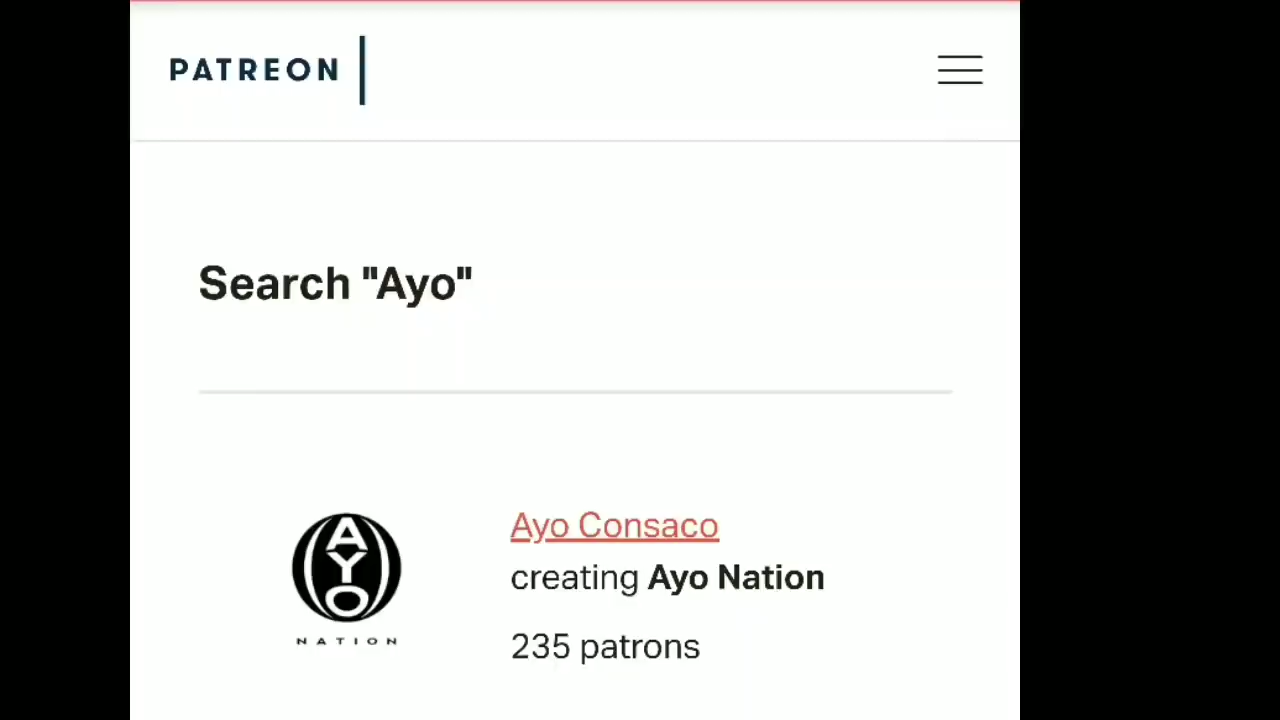 PATREON
Search "Ayo"
AYO
NATION
Ayo Consaco
creating Ayo Nation
235 patrons